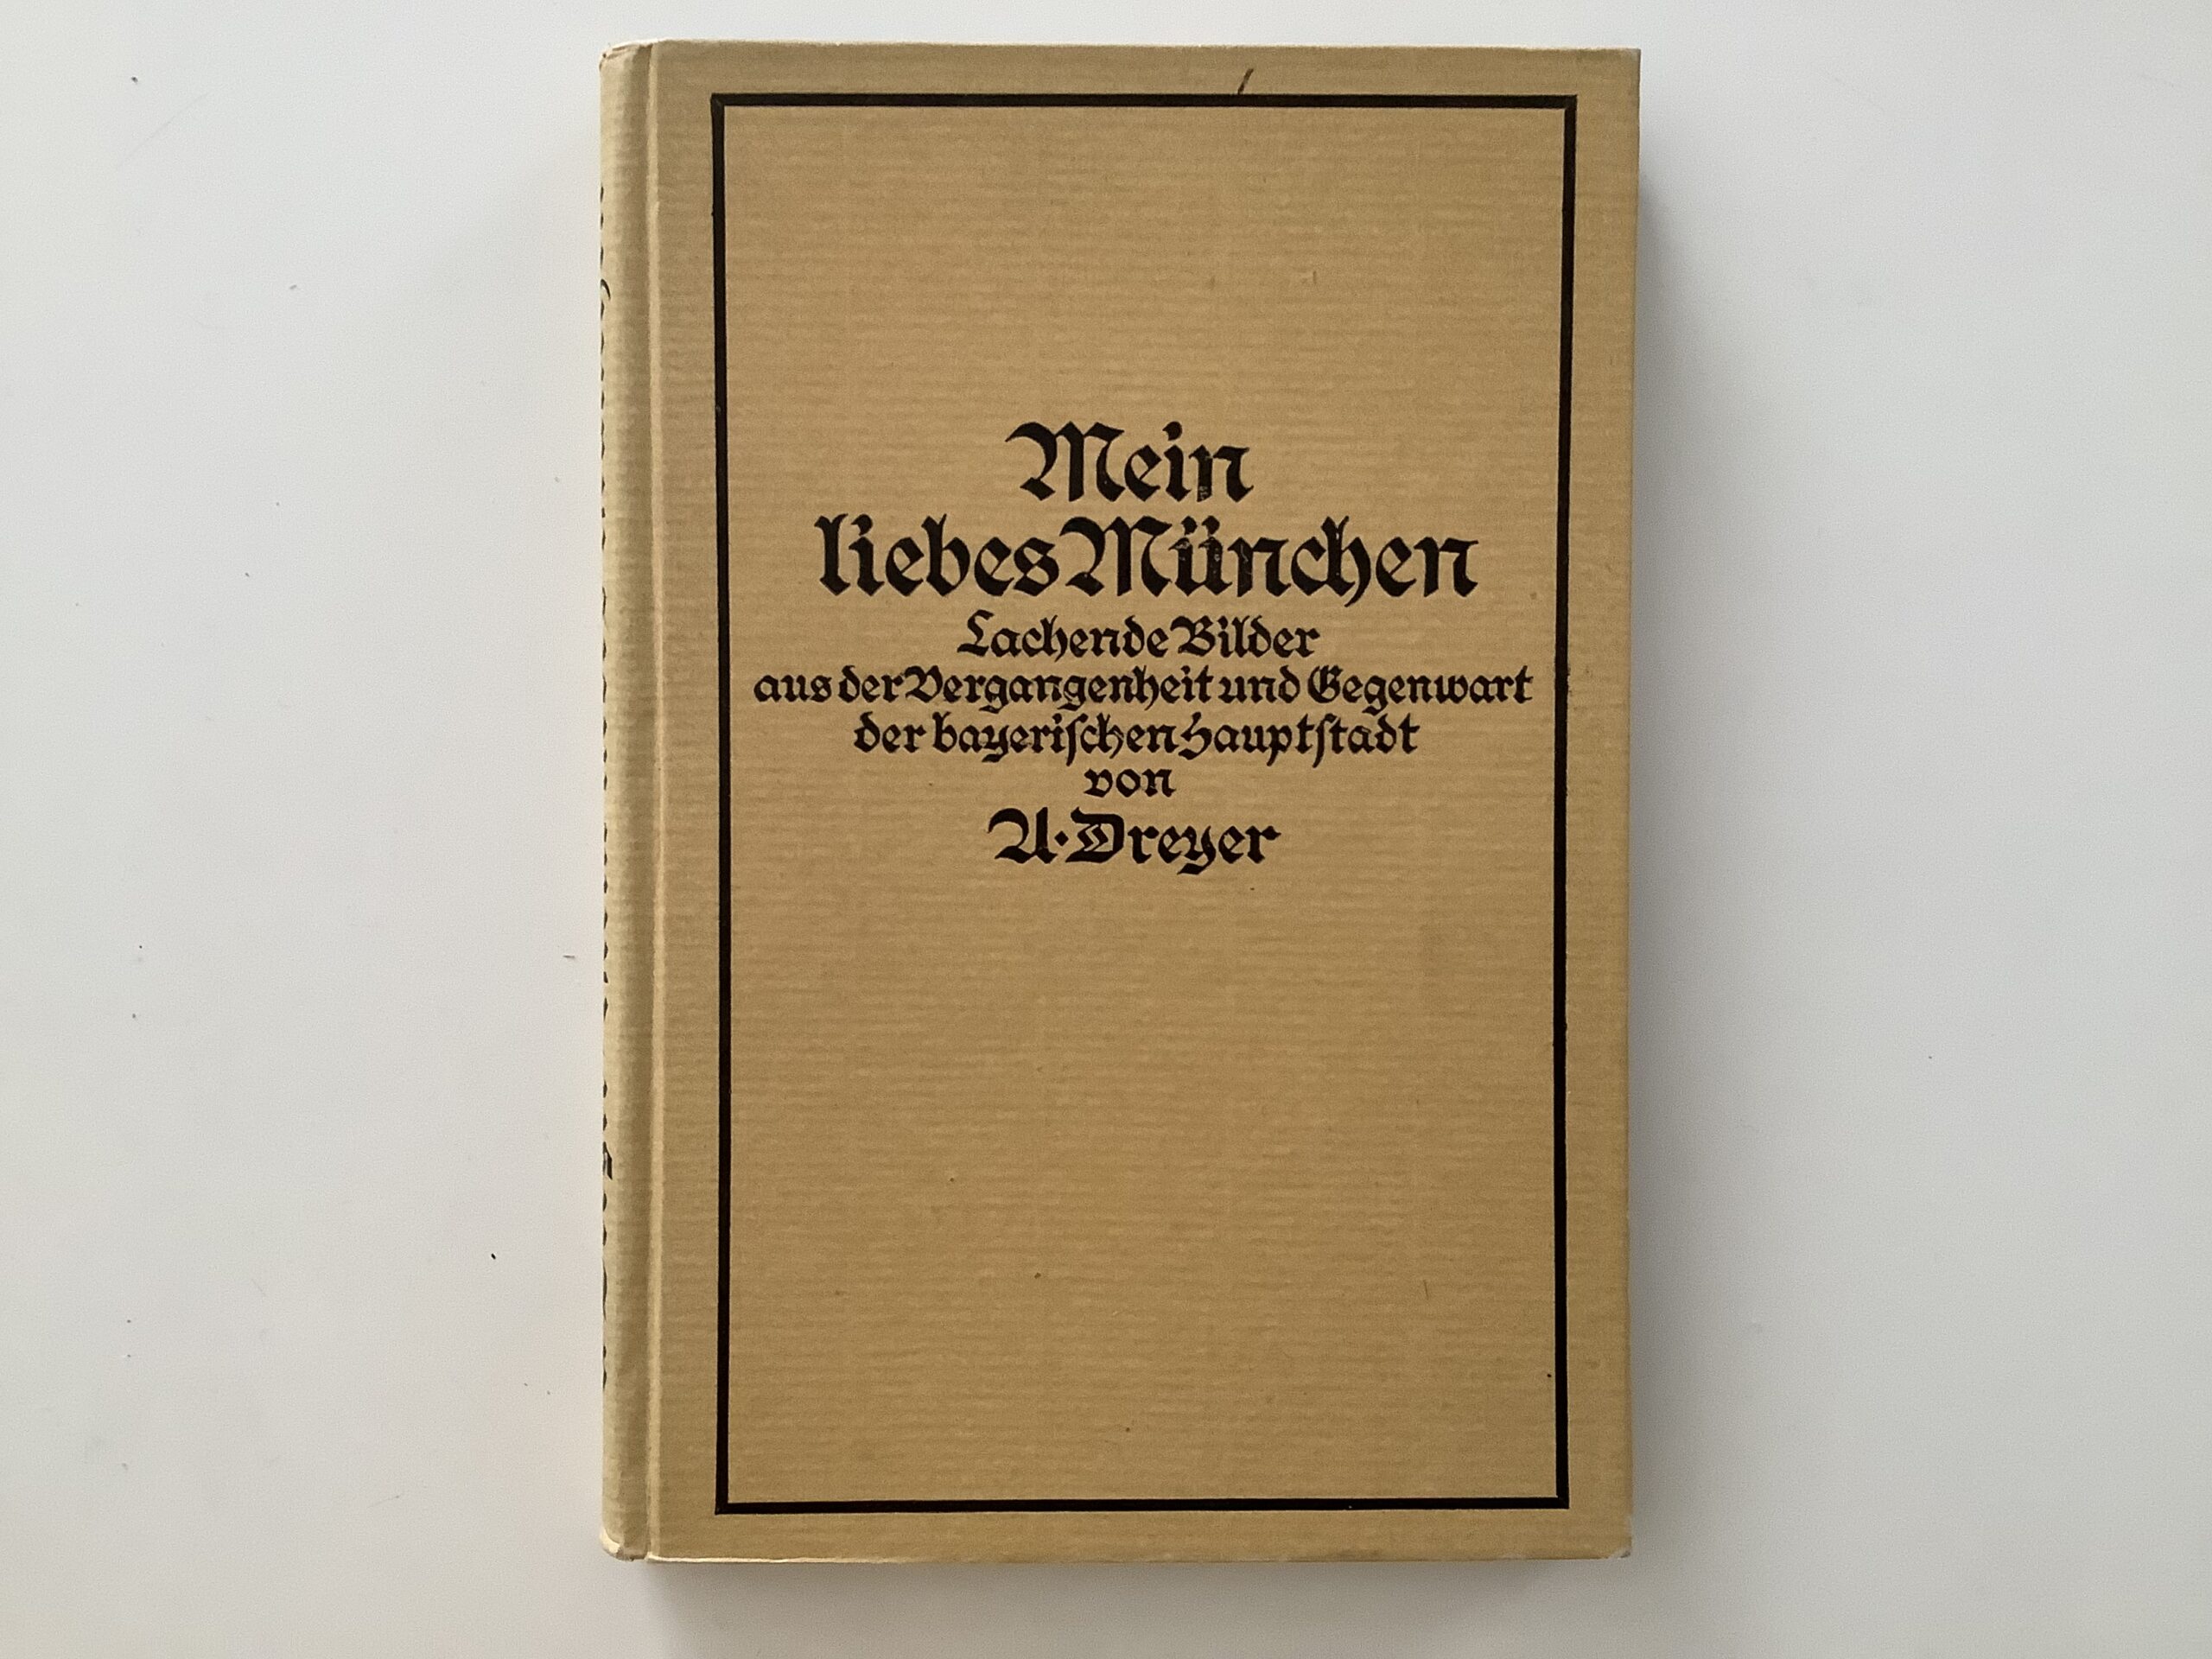 Mein
liebes München
Lachende Bilder
aus der Vergangenheit und Gegenwart
der bayeriſchen Hauptſtadt
von
A. Dreyer